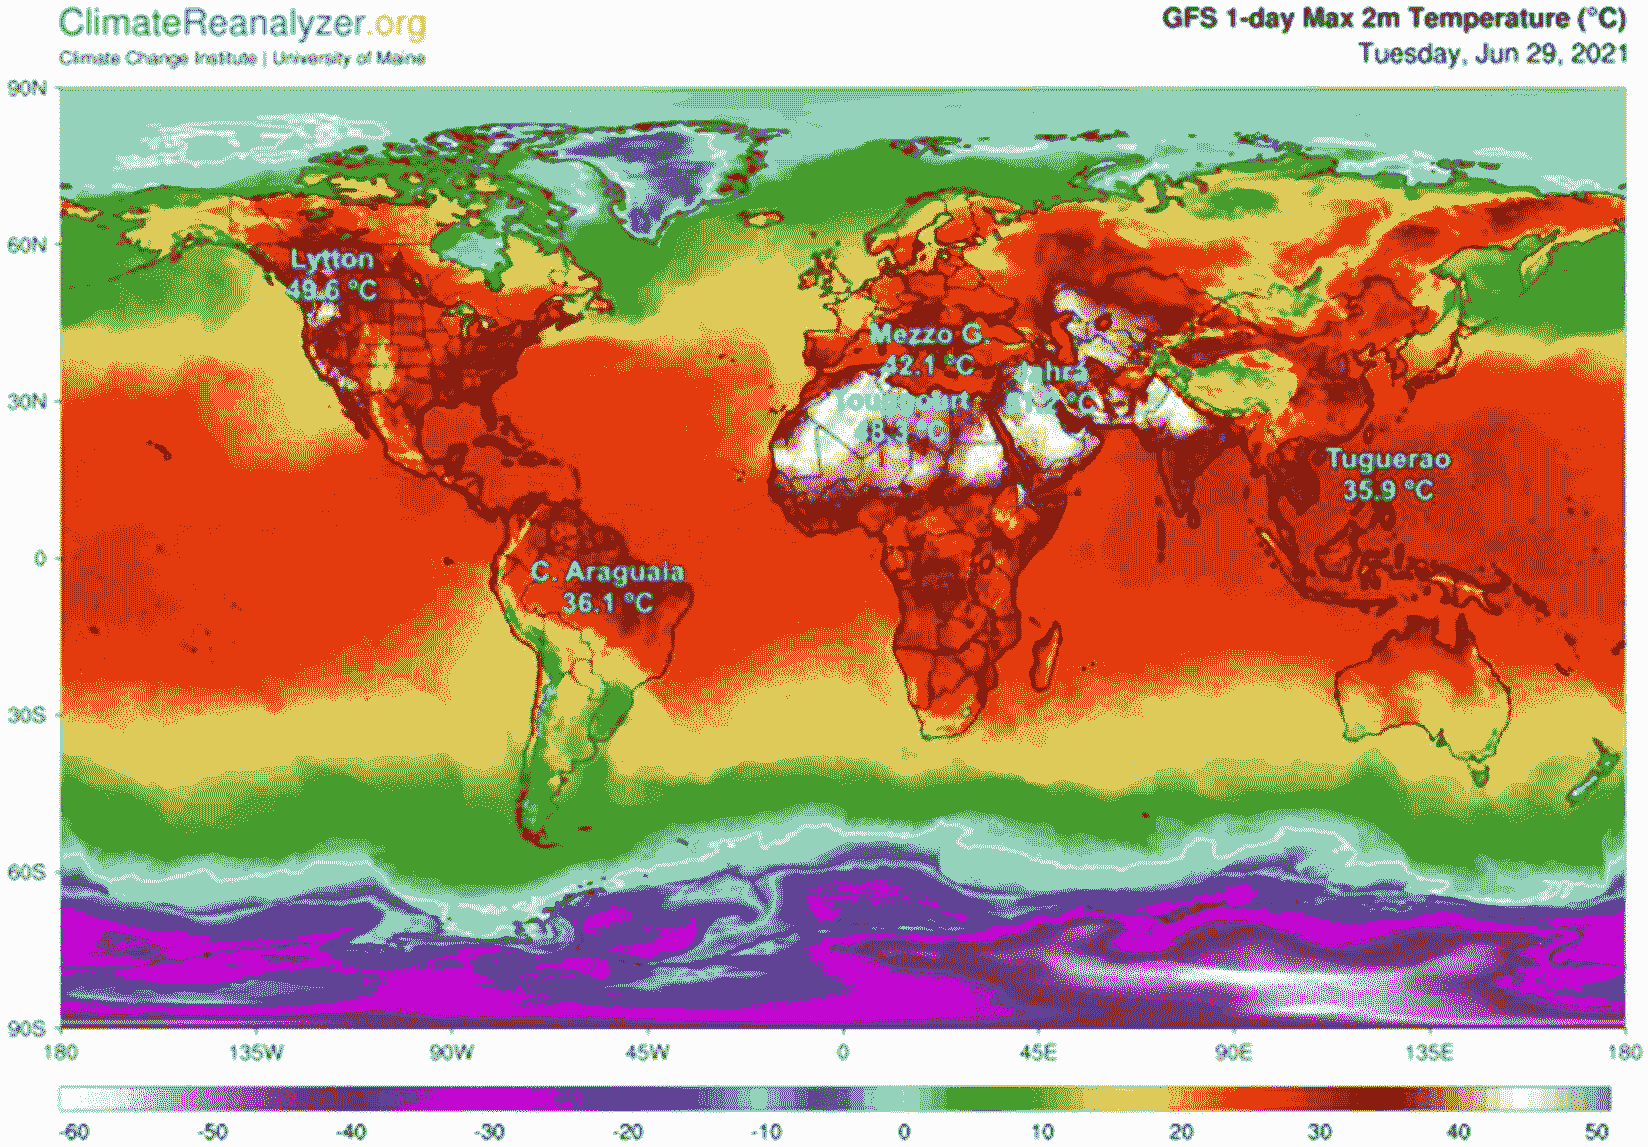 ClimateReanalyzer.org
Climate Change Institute | University of Maine
GFS 1-day Max 2m Temperature (°C)
Tuesday, Jun 29, 2021
90N
60N
30N
0
30S
60S
90S
Lytton
49.6 °C
Mezzo G.
42.1 °C
Jahra
°C
48.3 °C
Tuguerao
35.9 °C
C. Araguaia
36.1 °C
180 135W 90W 45W 0 45E 90E 135E 180
-60 -50 -40 -30 -20 -10 0 10 20 30 40 50